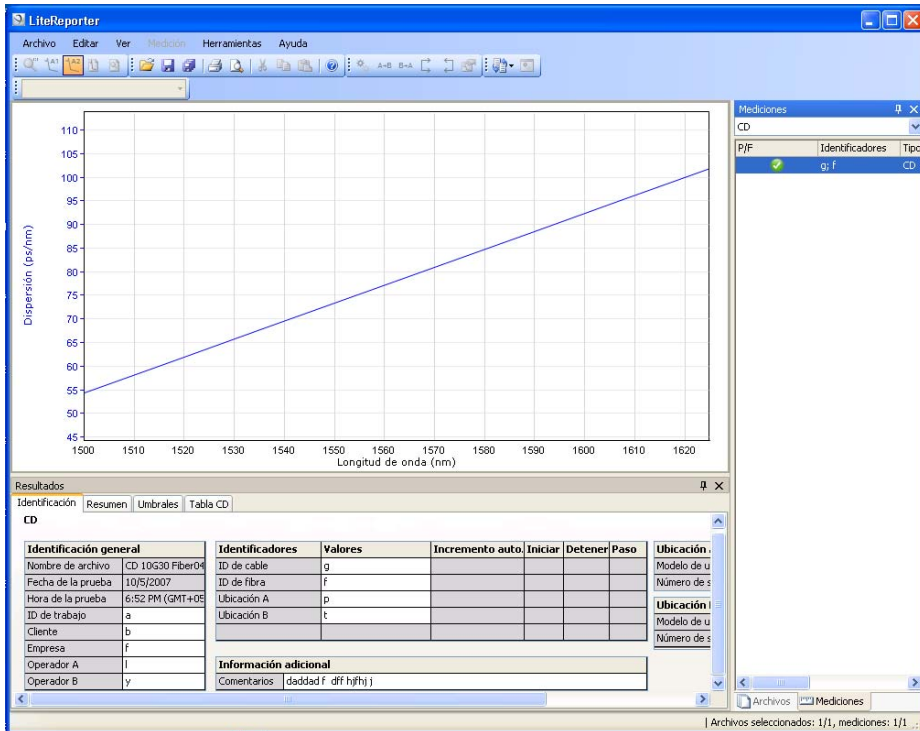 LiteReporter
Archivo Editar Ver Medición Herramientas Ayuda
A1 A2 A→B B→A
110
105
100
95
90
85
80
75
70
65
60
55
50
45
Dispersión (ps/nm)
1500 1510 1520 1530 1540 1550 1560 1570 1580 1590 1600 1610 1620
Longitud de onda (nm)
Mediciones
CD
P/F Identificadores Tipo
g; f CD
Resultados
Identificación Resumen Umbrales Tabla CD
CD
Identificación general
Nombre de archivo CD 10G30 Fiber04
Fecha de la prueba 10/5/2007
Hora de la prueba 6:52 PM (GMT+05
ID de trabajo a
Cliente b
Empresa f
Operador A l
Operador B y
Identificadores Valores Incremento auto. Iniciar Detener Paso
ID de cable g
ID de fibra f
Ubicación A p
Ubicación B t
Información adicional
Comentarios daddad f dff hjfhj j
Ubicación
Modelo de u
Número de s
Ubicación
Modelo de u
Número de s
Archivos Mediciones
Archivos seleccionados: 1/1, mediciones: 1/1